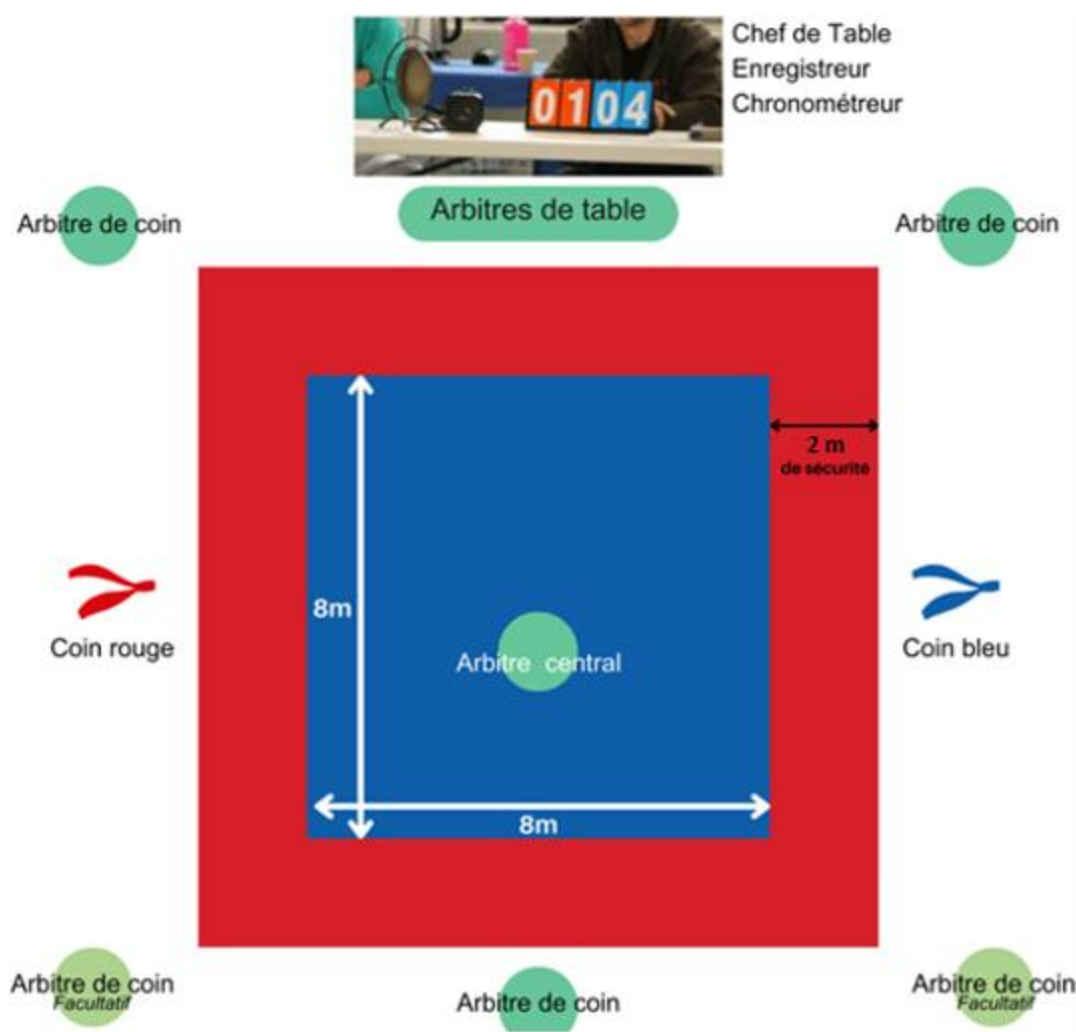 Chef de Table
Enregistreur
Chronométreur
0104
Arbitre de coin
Arbitres de table
Arbitre de coin
2 m
de sécurité
8m
Coin rouge
Coin bleu
Arbitre central
8m
Arbitre de coin
Facultatif
Arbitre de coin
Arbitre de coin
Facultatif